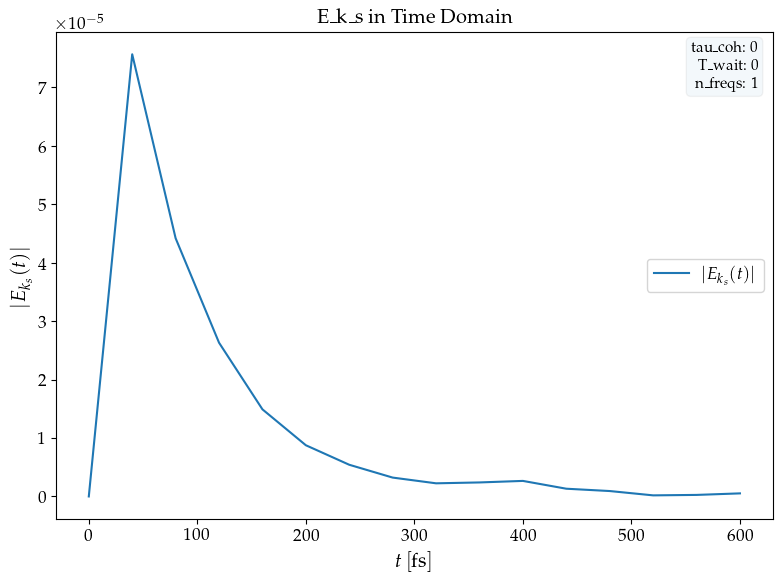 E_k_s in Time Domain
×10⁻⁵
tau_coh: 0
T_wait: 0
n_freqs: 1
7
6
5
4
3
2
1
0
|E_{k_s}(t)|
|E_{k_s}(t)|
0 100 200 300 400 500 600
t [fs]